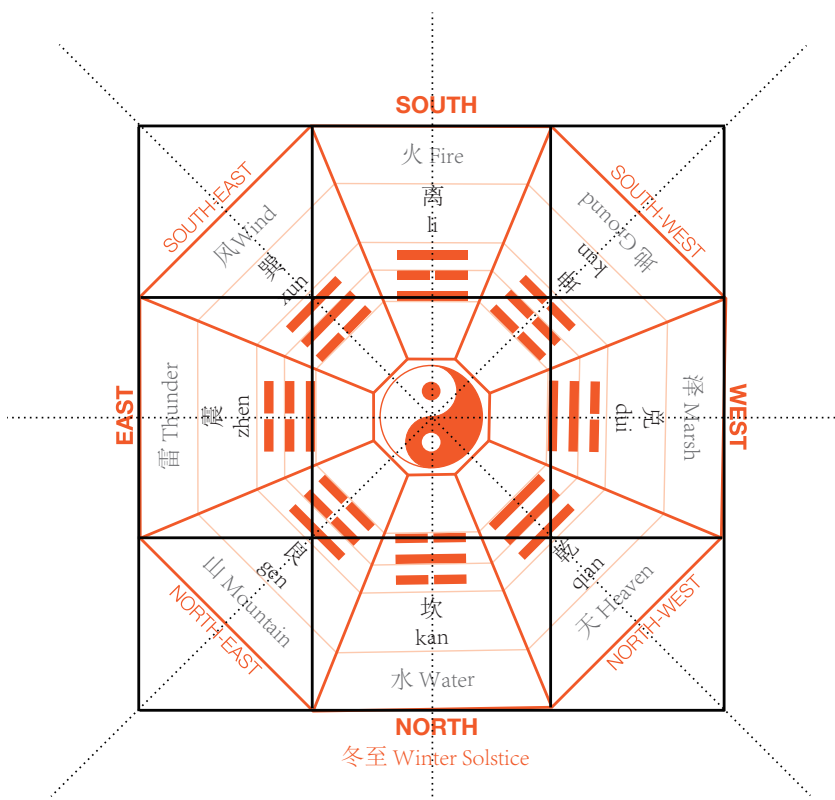 SOUTH
火 Fire
离
li
SOUTH-EAST
风 Wind
巽
xun
SOUTH-WEST
地 Ground
坤
kun
EAST
雷 Thunder
震
zhen
WEST
泽 Marsh
兑
dui
NORTH-EAST
山 Mountain
艮
gen
NORTH-WEST
天 Heaven
乾
qian
坎
kan
水 Water
NORTH
冬至 Winter Solstice